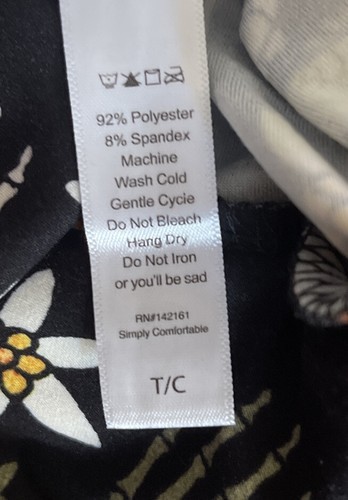 92% Polyester
8% Spandex
Machine
Wash Cold
Gentle Cycle
Do Not Bleach
Hang Dry
Do Not Iron
or you'll be sad
RN#142161
Simply Comfortable
T/C